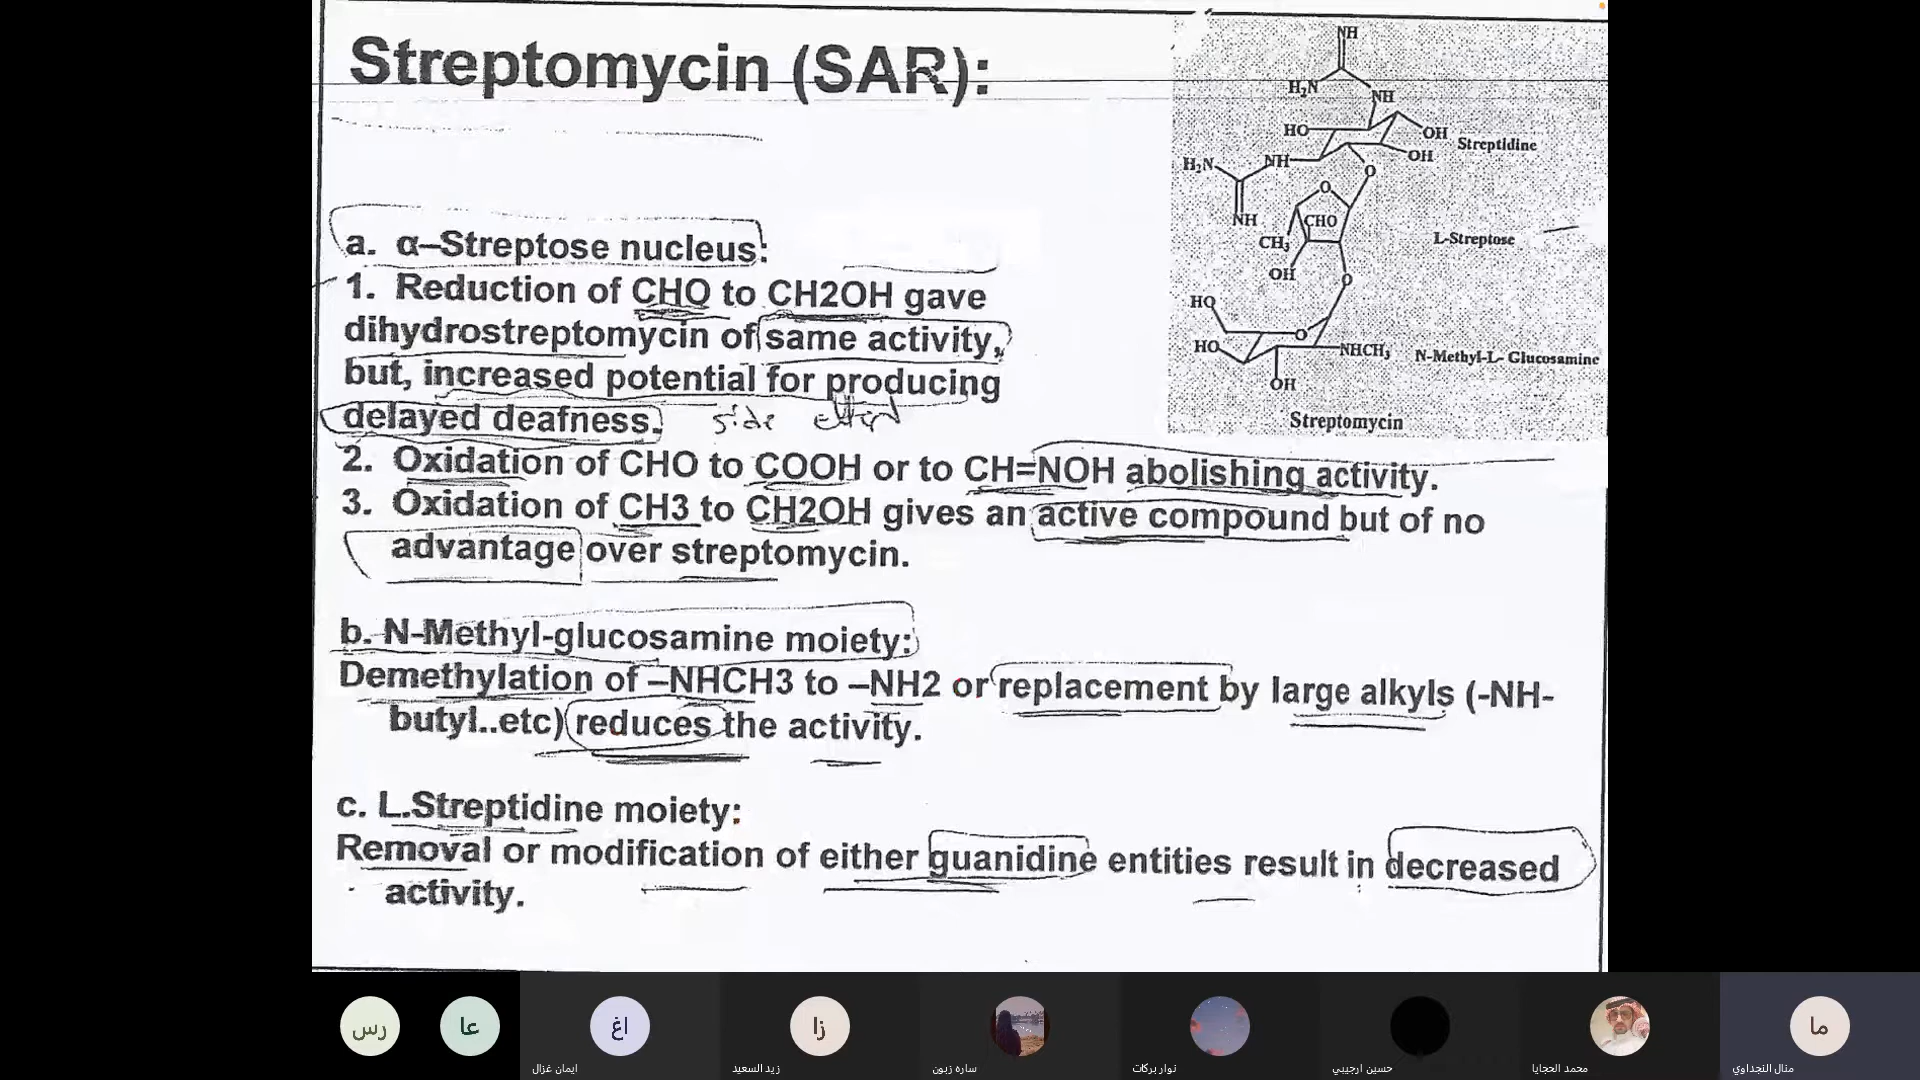 Streptomycin (SAR):
NH
H₂N
NH
HO
OH
Streptidine
OH
H₂N
NH
O
NH
O
CHO
CH₃
L-Streptose
OH
O
HO
O
HO
NHCH₃
N-Methyl-L- Glucosamine
OH
Streptomycin
a. α–Streptose nucleus:
1. Reduction of CHO to CH2OH gave
dihydrostreptomycin of same activity,
but, increased potential for producing
delayed deafness. side effect
2. Oxidation of CHO to COOH or to CH=NOH abolishing activity.
3. Oxidation of CH3 to CH2OH gives an active compound but of no
advantage over streptomycin.
b. N-Methyl-glucosamine moiety:
Demethylation of –NHCH3 to –NH2 or replacement by large alkyls (-NH-
butyl..etc) reduces the activity.
c. L.Streptidine moiety:
Removal or modification of either guanidine entities result in decreased
activity.
رس
عا
اغ
زا
ما
ايمان غزال
زيد السعيد
ساره زبون
نوار بركات
حسين ارجيبي
محمد الحجايا
منال النجداوي